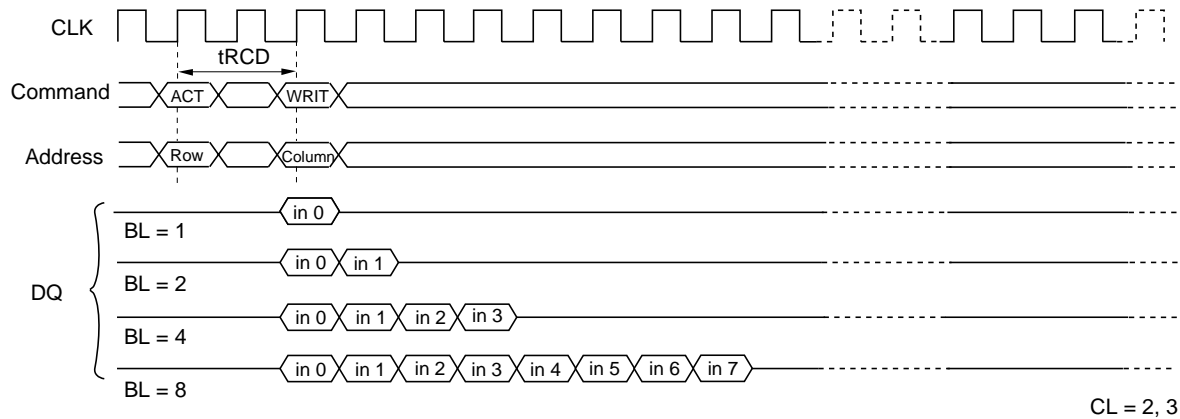 CLK
tRCD
Command ACT WRIT
Address Row Column
in 0
BL = 1
in 0 in 1
BL = 2
DQ
in 0 in 1 in 2 in 3
BL = 4
in 0 in 1 in 2 in 3 in 4 in 5 in 6 in 7
BL = 8
CL = 2, 3